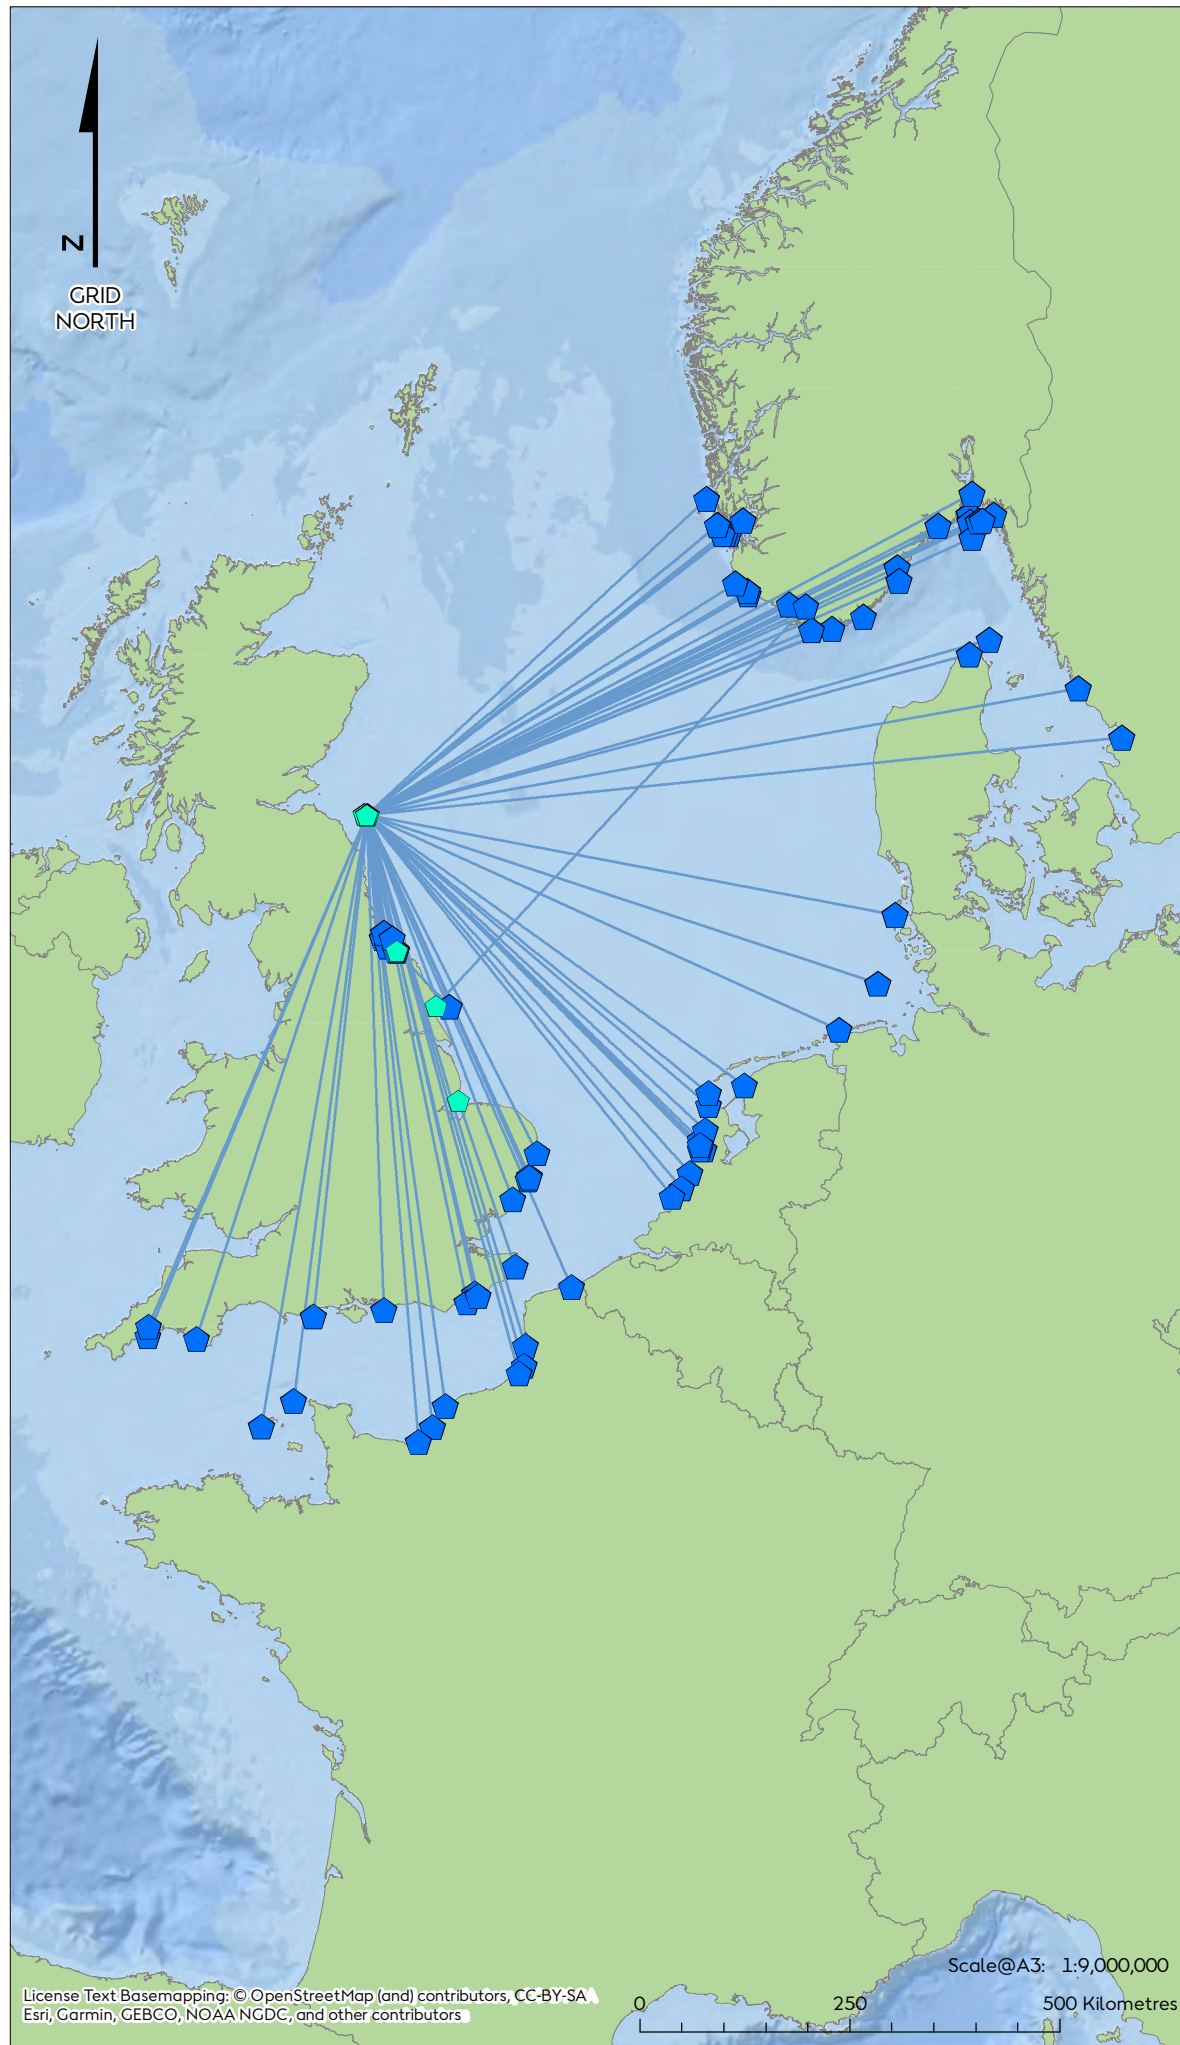 N
GRID
NORTH
Scale@A3: 1:9,000,000
License Text Basemapping: © OpenStreetMap (and) contributors, CC-BY-SA
Esri, Garmin, GEBCO, NOAA NGDC, and other contributors
0 250 500 Kilometres